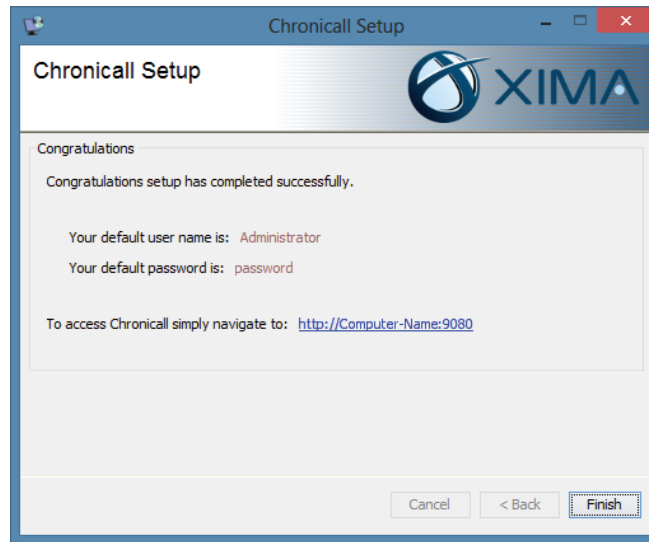 Chronicall Setup
Chronicall Setup
XIMA
Congratulations
Congratulations setup has completed successfully.
Your default user name is: Administrator
Your default password is: password
To access Chronicall simply navigate to: http://Computer-Name:9080
Cancel
< Back
Finish